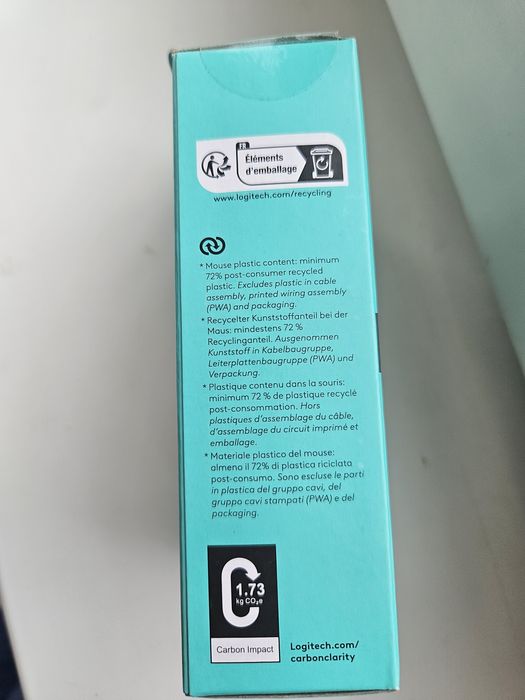 FR
Éléments
d'emballage
www.logitech.com/recycling
* Mouse plastic content: minimum
72% post-consumer recycled
plastic. Excludes plastic in cable
assembly, printed wiring assembly
(PWA) and packaging.
* Recycelter Kunststoffanteil bei der
Maus: mindestens 72 %
Recyclinganteil. Ausgenommen
Kunststoff in Kabelbaugruppe,
Leiterplattenbaugruppe (PWA) und
Verpackung.
* Plastique contenu dans la souris:
minimum 72 % de plastique recyclé
post-consommation. Hors
plastiques d'assemblage du câble,
d'assemblage du circuit imprimé et
emballage.
* Materiale plastico del mouse:
almeno il 72% di plastica riciclata
post-consumo. Sono escluse le parti
in plastica del gruppo cavi, del
gruppo cavi stampati (PWA) e del
packaging.
1.73
kg CO₂e
Carbon Impact
Logitech.com/
carbonclarity